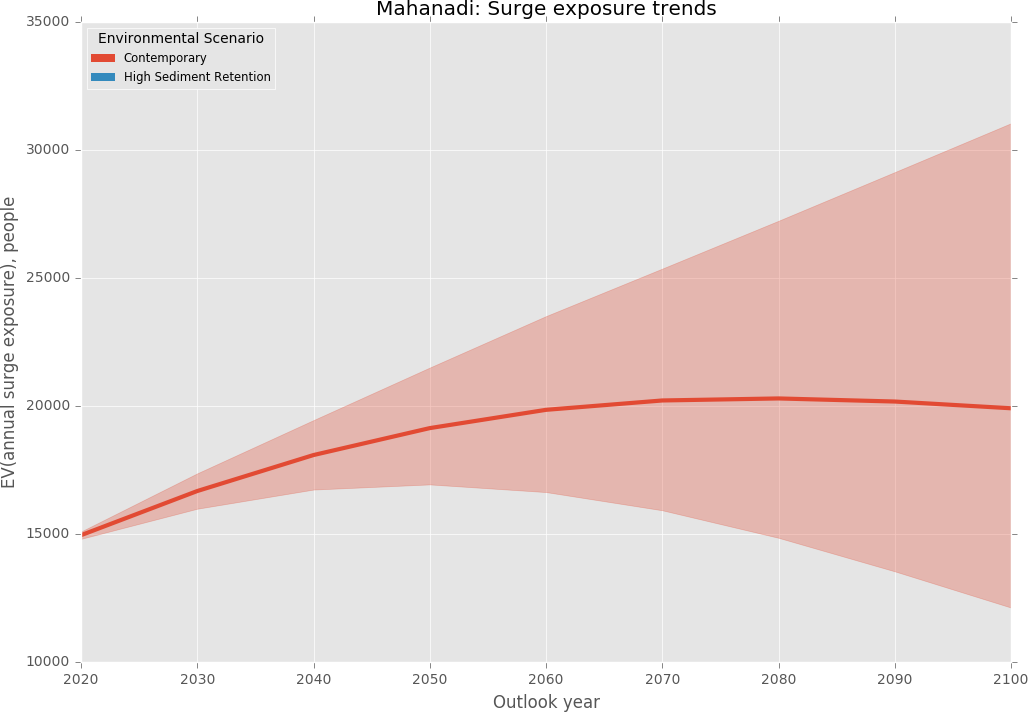 Mahanadi: Surge exposure trends
35000
30000
25000
20000
15000
10000
EV(annual surge exposure), people
Environmental Scenario
Contemporary
High Sediment Retention
2020 2030 2040 2050 2060 2070 2080 2090 2100
Outlook year